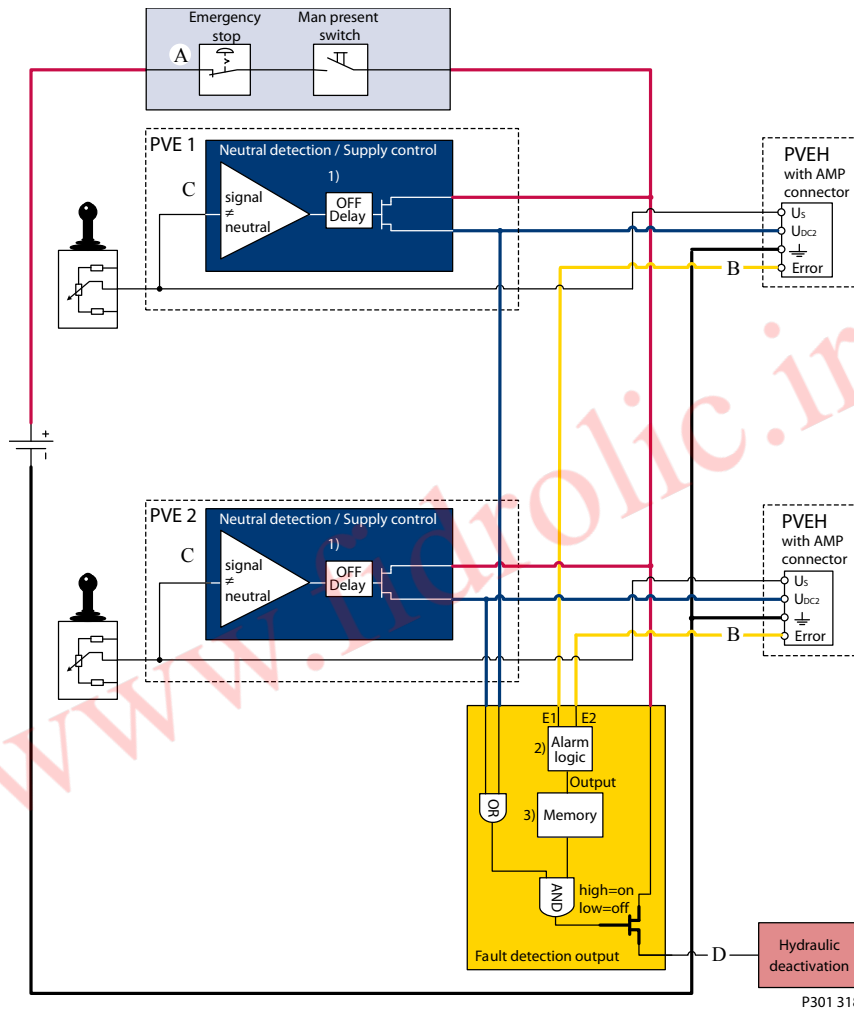 Emergency
stop
Man present
switch
A
PVE 1
Neutral detection / Supply control
C
signal
≠
neutral
1)
OFF
Delay
PVEH
with AMP
connector
US
UDC2
Error
B
+
-
PVE 2
Neutral detection / Supply control
C
signal
≠
neutral
1)
OFF
Delay
PVEH
with AMP
connector
US
UDC2
Error
B
E1 E2
2) Alarm
logic
Output
3) Memory
OR
AND
high=on
low=off
Fault detection output
D
Hydraulic
deactivation
P301 318
www.fidrolic.ir